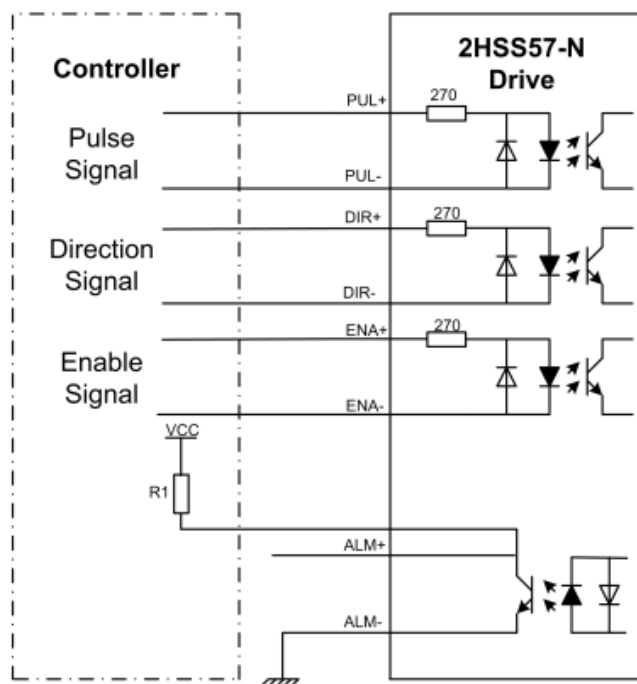 2HSS57-N
Drive
Controller
PUL+
270
Pulse
Signal
PUL-
DIR+
270
Direction
Signal
DIR-
ENA+
270
Enable
Signal
ENA-
VCC
R1
ALM+
ALM-